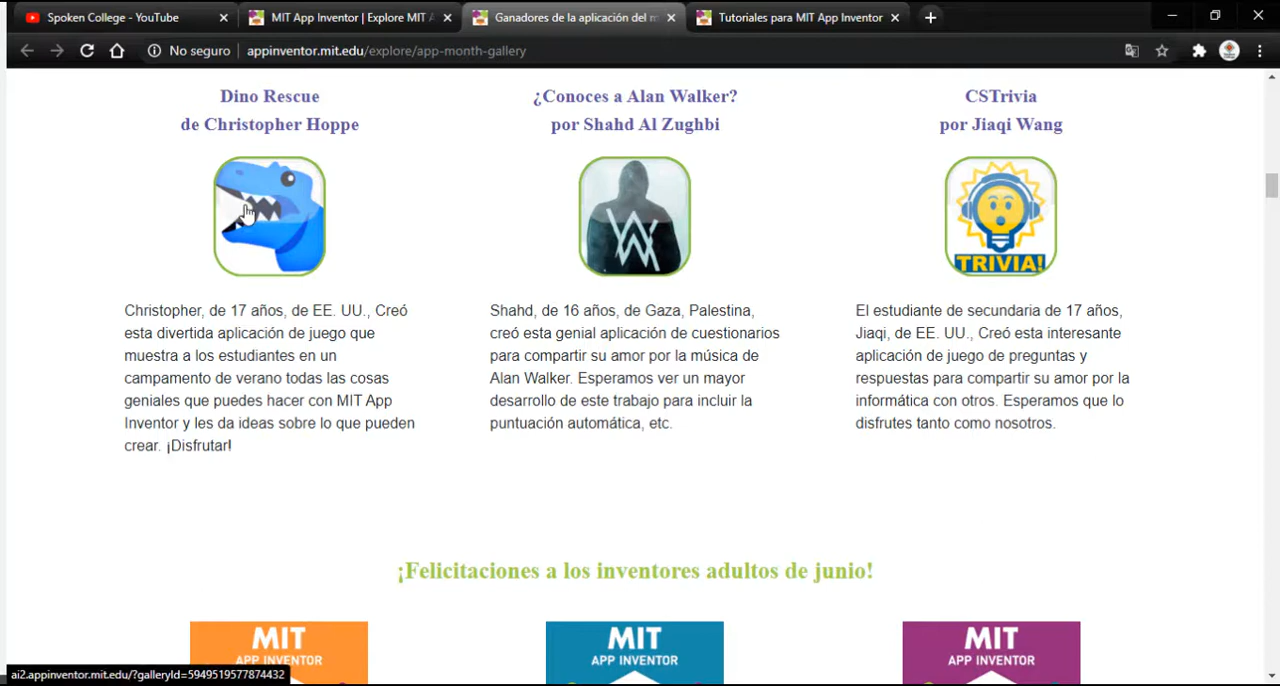 Spoken College - YouTube
MIT App Inventor | Explore MIT A
Ganadores de la aplicación del m
Tutoriales para MIT App Inventor
No seguro
appinventor.mit.edu/explore/app-month-gallery
Dino Rescue
de Christopher Hoppe
¿Conoces a Alan Walker?
por Shahd Al Zughbi
CSTrivia
por Jiaqi Wang
TRIVIA!
Christopher, de 17 años, de EE. UU., Creó
esta divertida aplicación de juego que
muestra a los estudiantes en un
campamento de verano todas las cosas
geniales que puedes hacer con MIT App
Inventor y les da ideas sobre lo que pueden
crear. ¡Disfrutar!
Shahd, de 16 años, de Gaza, Palestina,
creó esta genial aplicación de cuestionarios
para compartir su amor por la música de
Alan Walker. Esperamos ver un mayor
desarrollo de este trabajo para incluir la
puntuación automática, etc.
El estudiante de secundaria de 17 años,
Jiaqi, de EE. UU., Creó esta interesante
aplicación de juego de preguntas y
respuestas para compartir su amor por la
informática con otros. Esperamos que lo
disfrutes tanto como nosotros.
¡Felicitaciones a los inventores adultos de junio!
MIT
APP INVENTOR
MIT
APP INVENTOR
MIT
APP INVENTOR
ai2.appinventor.mit.edu/?galleryId=5949519577874432